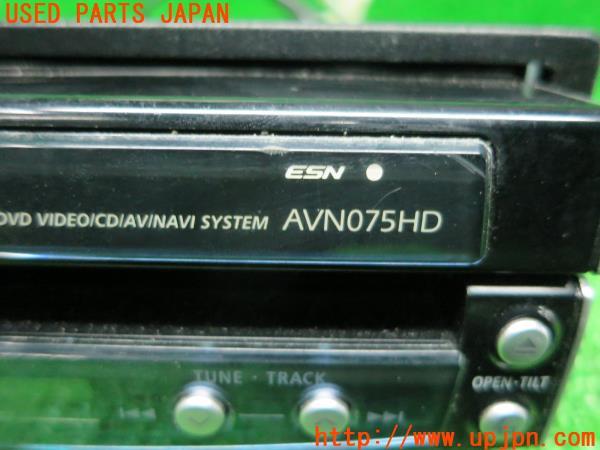 USED PARTS JAPAN
ESN
DVD VIDEO/CD/AV/NAVI SYSTEM AVN075HD
TUNE · TRACK
OPEN·TILT
http://www.upjpn.com/